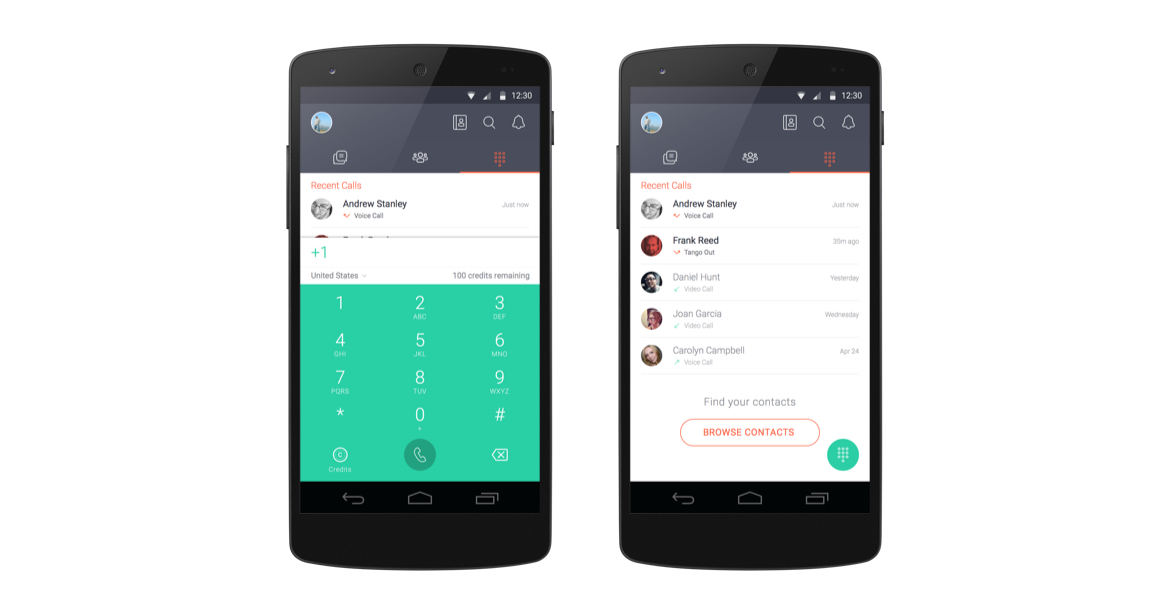 12:30
Recent Calls
Andrew Stanley
Just now
Voice Call
+1
United States
100 credits remaining
1 2 3
ABC DEF
4 5 6
GHI JKL MNO
7 8 9
PQRS TUV WXYZ
* 0 #
+
C
Credits
12:30
Recent Calls
Andrew Stanley
Just now
Voice Call
Frank Reed
39m ago
Tango Out
Daniel Hunt
Yesterday
Video Call
Joan Garcia
Wednesday
Video Call
Carolyn Campbell
Apr 24
Voice Call
Find your contacts
BROWSE CONTACTS